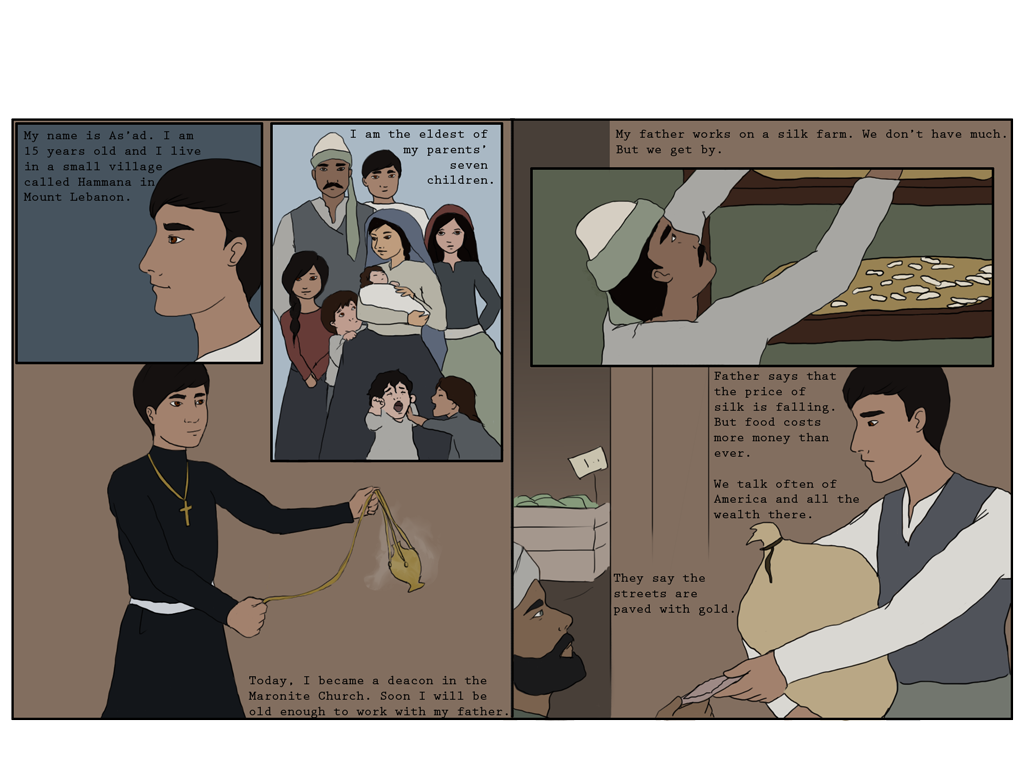 My name is As'ad. I am
15 years old and I live
in a small village
called Hammana in
Mount Lebanon.
I am the eldest of
my parents'
seven
children.
Today, I became a deacon in the
Maronite Church. Soon I will be
old enough to work with my father.
My father works on a silk farm. We don't have much.
But we get by.
Father says that
the price of
silk is falling.
But food costs
more money than
ever.
We talk often of
America and all the
wealth there.
They say the
streets are
paved with gold.